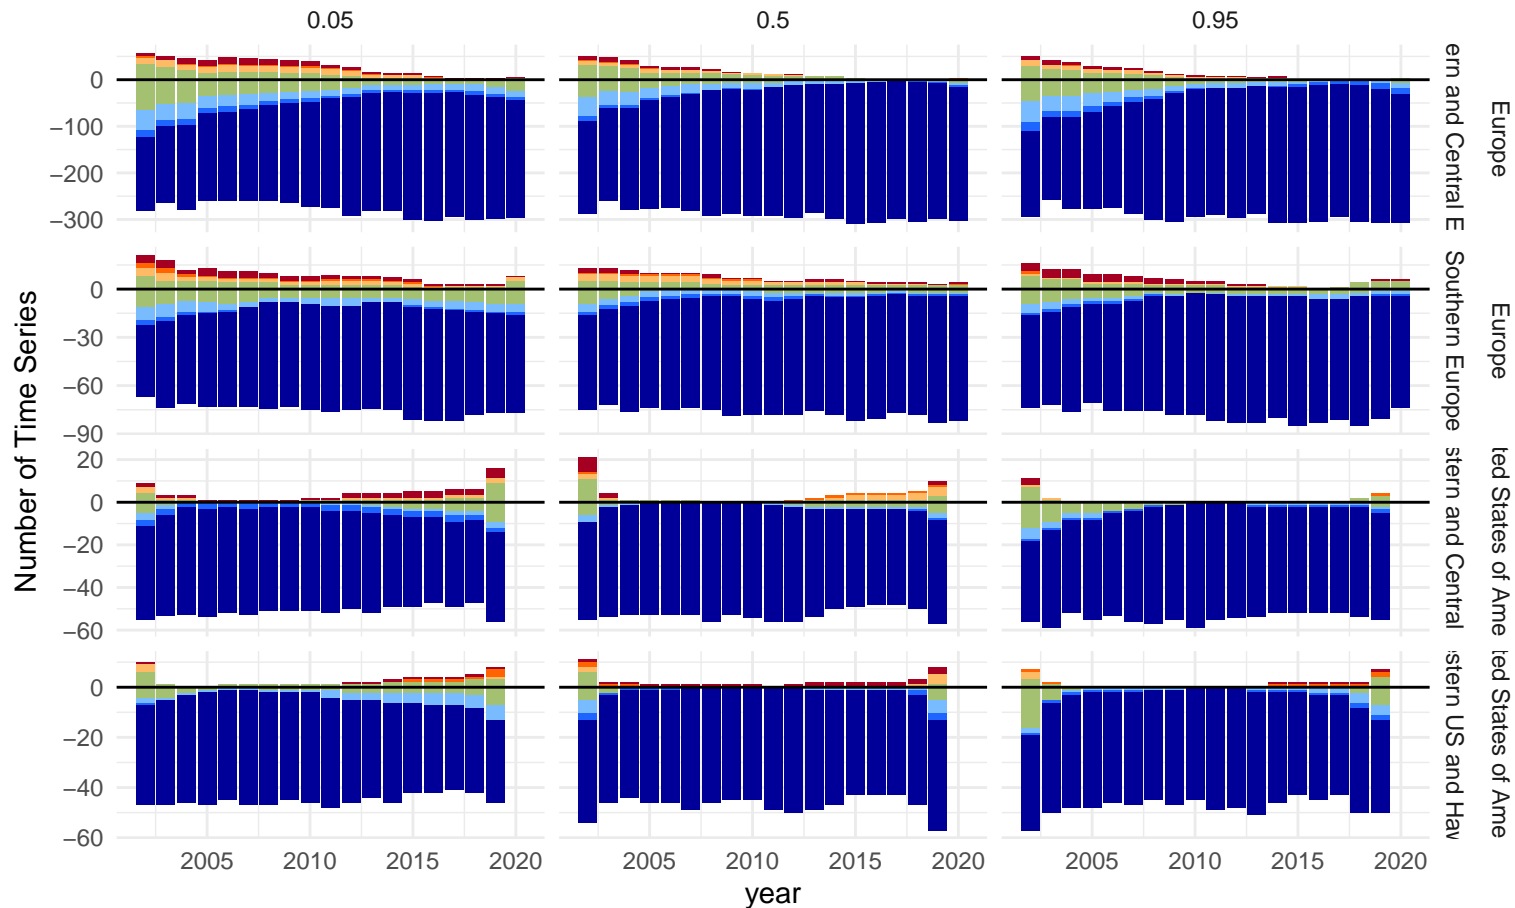 0.05 0.5 0.95
0
−100
−200
−300
ern and Central E
Europe
0
−30
−60
−90
Southern Europe
Europe
20
0
−20
−40
−60
stern and Central
ted States of Ame
0
−20
−40
−60
stern US and Hav
ted States of Ame
Number of Time Series
2005 2010 2015 2020 2005 2010 2015 2020 2005 2010 2015 2020
year